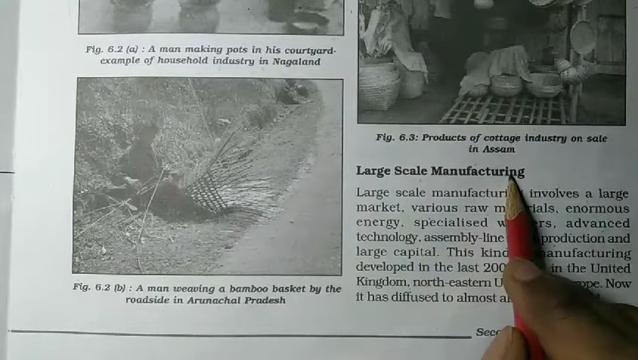 Fig. 6.2 (a) : A man making pots in his courtyard-
example of household industry in Nagaland
Fig. 6.2 (b) : A man weaving a bamboo basket by the
roadside in Arunachal Pradesh
Fig. 6.3: Products of cottage industry on sale
in Assam
Large Scale Manufacturing
Large scale manufacturing involves a large
market, various raw materials, enormous
energy, specialised workers, advanced
technology, assembly-line production and
large capital. This kind manufacturing
developed in the last 200 in the United
Kingdom, north-eastern Now
it has diffused to almost